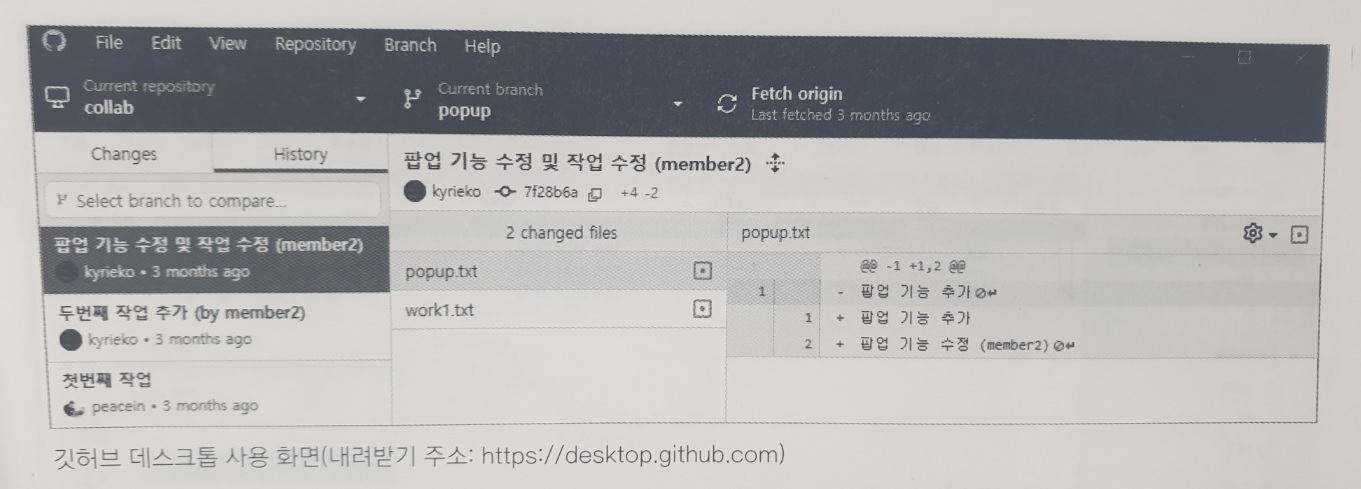 File Edit View Repository Branch Help
Current repository
collab
Current branch
popup
Fetch origin
Last fetched 3 months ago
Changes History
Select branch to compare...
팝업 기능 수정 및 작업 수정 (member2)
kyrieko • 3 months ago
두번째 작업 추가 (by member2)
kyrieko • 3 months ago
첫번째 작업
peacein • 3 months ago
팝업 기능 수정 및 작업 수정 (member2)
kyrieko 7f28b6a +4 -2
2 changed files
popup.txt
work1.txt
popup.txt
@@ -1 +1,2 @@
1 - 팝업 기능 추가
1 + 팝업 기능 추가
2 + 팝업 기능 수정 (member2)
깃허브 데스크톱 사용 화면(내려받기 주소: https://desktop.github.com)